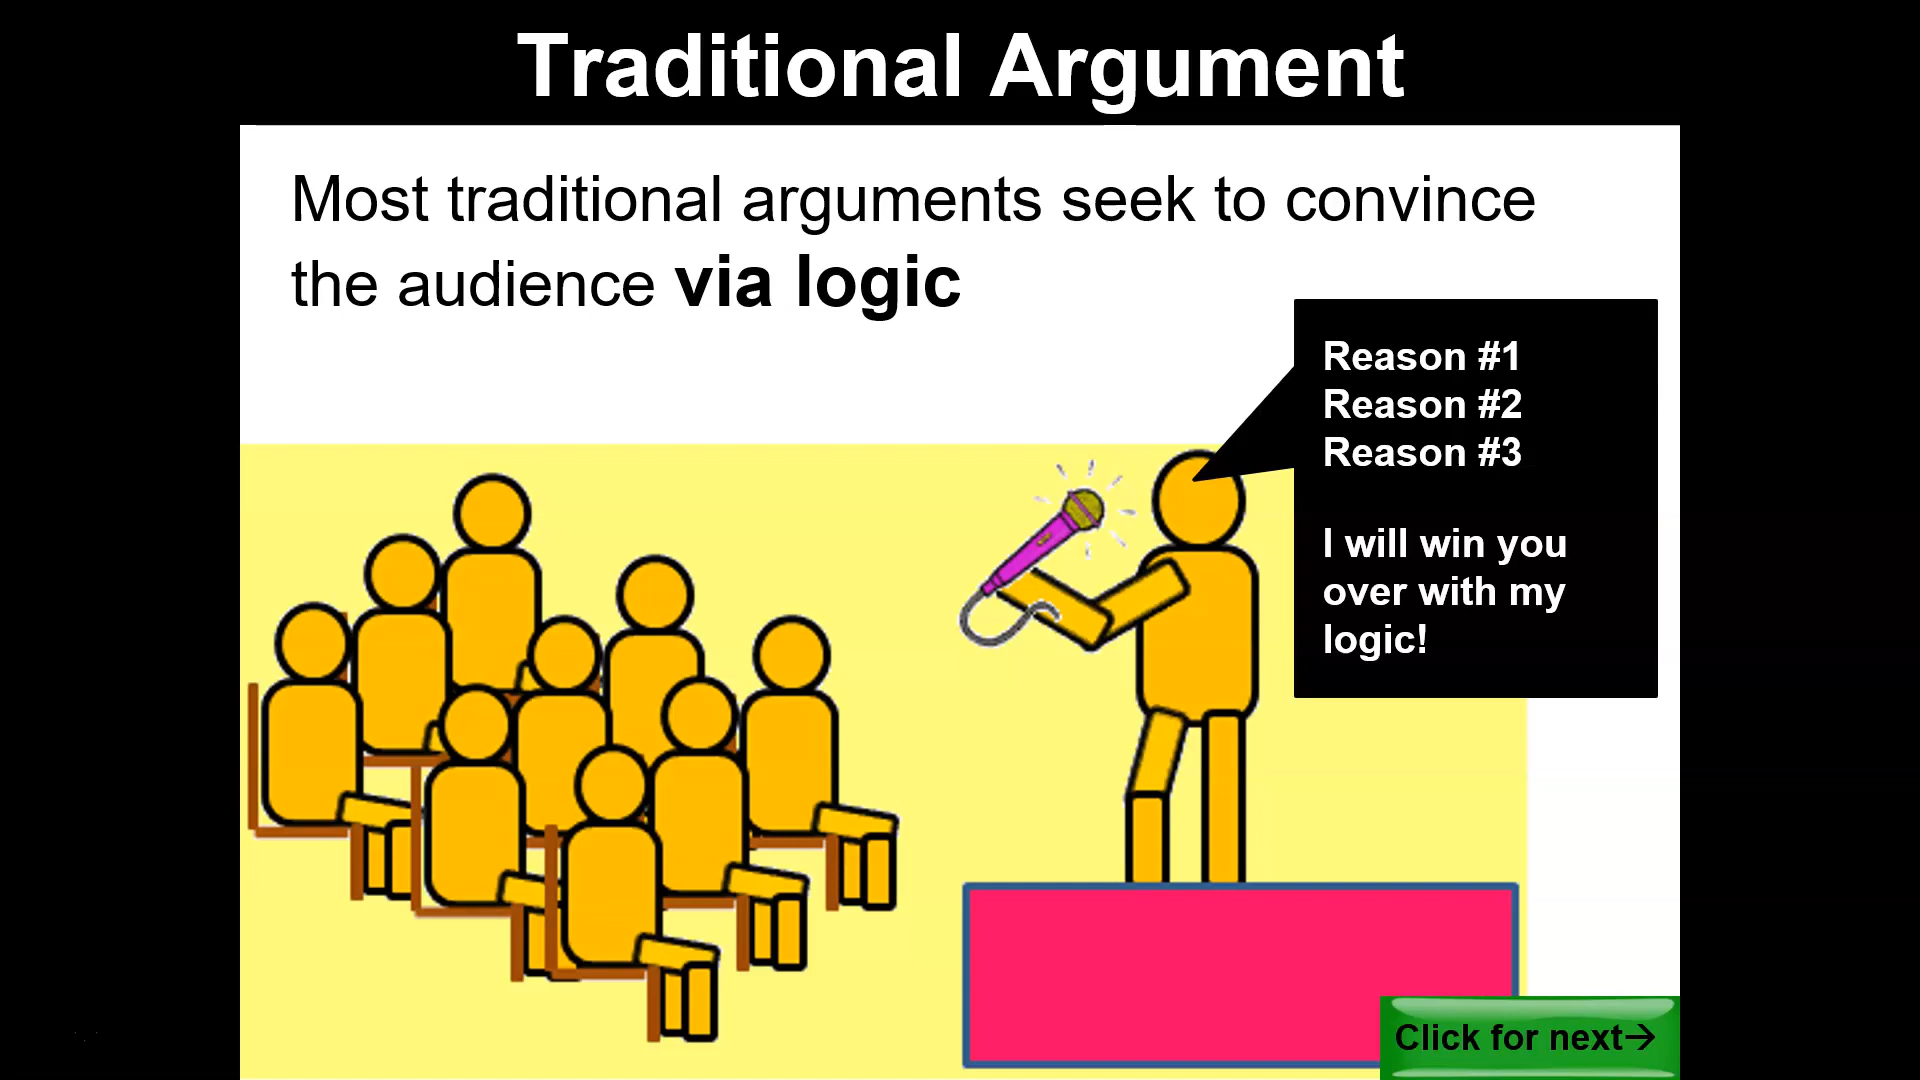 Traditional Argument
Most traditional arguments seek to convince
the audience via logic
Reason #1
Reason #2
Reason #3
I will win you
over with my
logic!
Click for next→